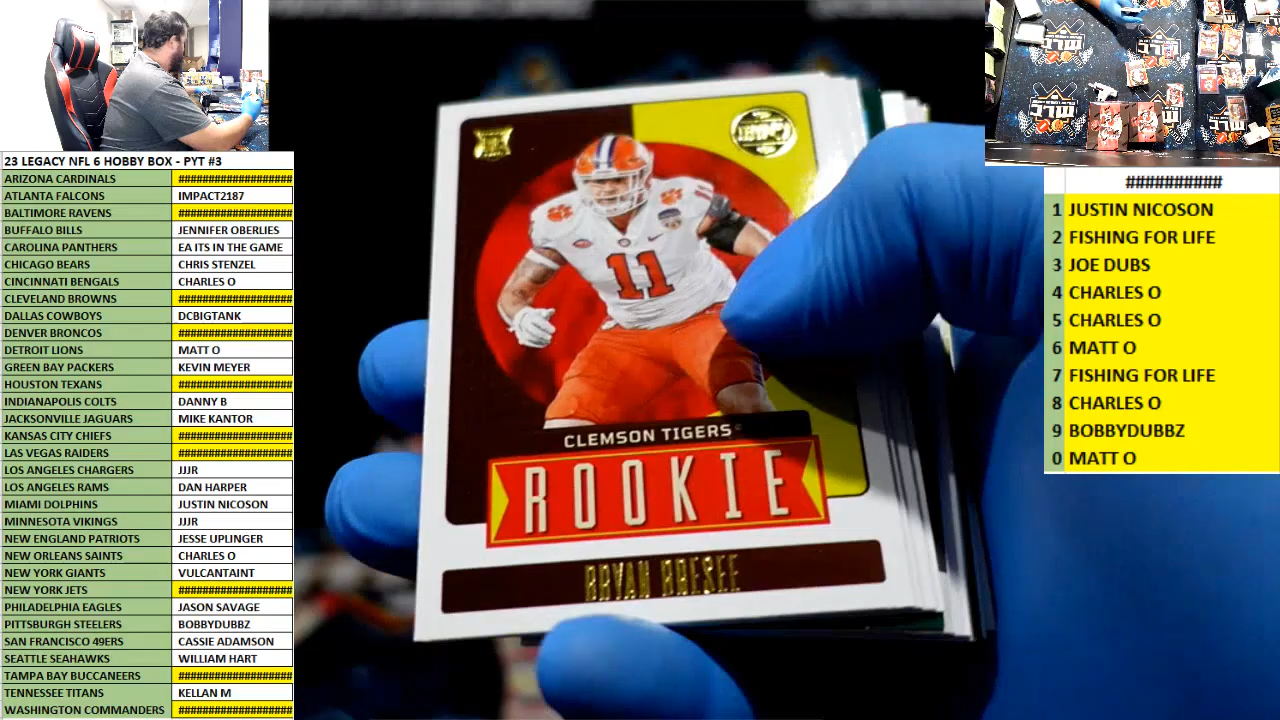 23 LEGACY NFL 6 HOBBY BOX - PYT #3
ARIZONA CARDINALS ###################
ATLANTA FALCONS IMPACT2187
BALTIMORE RAVENS ###################
BUFFALO BILLS JENNIFER OBERLIES
CAROLINA PANTHERS EA ITS IN THE GAME
CHICAGO BEARS CHRIS STENZEL
CINCINNATI BENGALS CHARLES O
CLEVELAND BROWNS ###################
DALLAS COWBOYS DCBIGTANK
DENVER BRONCOS ###################
DETROIT LIONS MATT O
GREEN BAY PACKERS KEVIN MEYER
HOUSTON TEXANS ###################
INDIANAPOLIS COLTS DANNY B
JACKSONVILLE JAGUARS MIKE KANTOR
KANSAS CITY CHIEFS ###################
LAS VEGAS RAIDERS ###################
LOS ANGELES CHARGERS JJJR
LOS ANGELES RAMS DAN HARPER
MIAMI DOLPHINS JUSTIN NICOSON
MINNESOTA VIKINGS JJJR
NEW ENGLAND PATRIOTS JESSE UPLINGER
NEW ORLEANS SAINTS CHARLES O
NEW YORK GIANTS VULCANTAINT
NEW YORK JETS ###################
PHILADELPHIA EAGLES JASON SAVAGE
PITTSBURGH STEELERS BOBBYDUBBZ
SAN FRANCISCO 49ERS CASSIE ADAMSON
SEATTLE SEAHAWKS WILLIAM HART
TAMPA BAY BUCCANEERS ###################
TENNESSEE TITANS KELLAN M
WASHINGTON COMMANDERS ###################
11
CLEMSON TIGERS
ROOKIE
BRYAN BRESEE
##########
1 JUSTIN NICOSON
2 FISHING FOR LIFE
3 JOE DUBS
4 CHARLES O
5 CHARLES O
6 MATT O
7 FISHING FOR LIFE
8 CHARLES O
9 BOBBYDUBBZ
0 MATT O